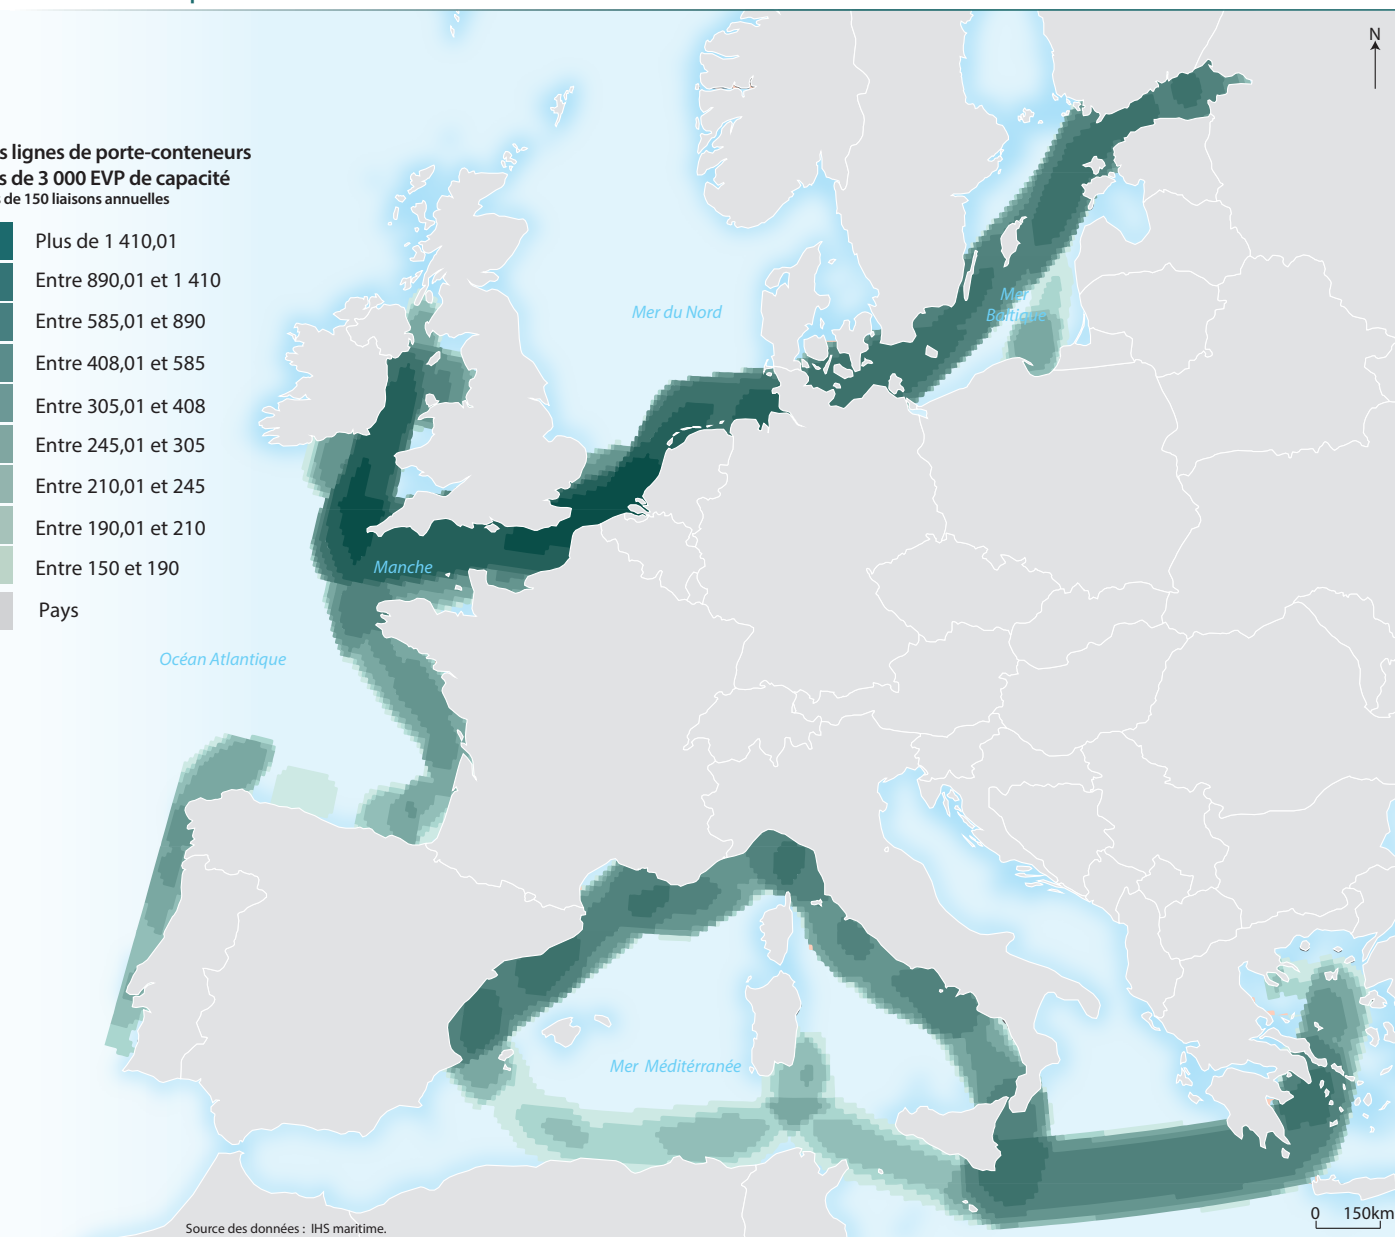 s lignes de porte-conteneurs
s de 3 000 EVP de capacité
s de 150 liaisons annuelles
Plus de 1 410,01
Entre 890,01 et 1 410
Entre 585,01 et 890
Entre 408,01 et 585
Entre 305,01 et 408
Entre 245,01 et 305
Entre 210,01 et 245
Entre 190,01 et 210
Entre 150 et 190
Pays
N
Mer du Nord
Mer
Baltique
Manche
Océan Atlantique
Mer Méditérranée
0 150km
Source des données : IHS maritime.